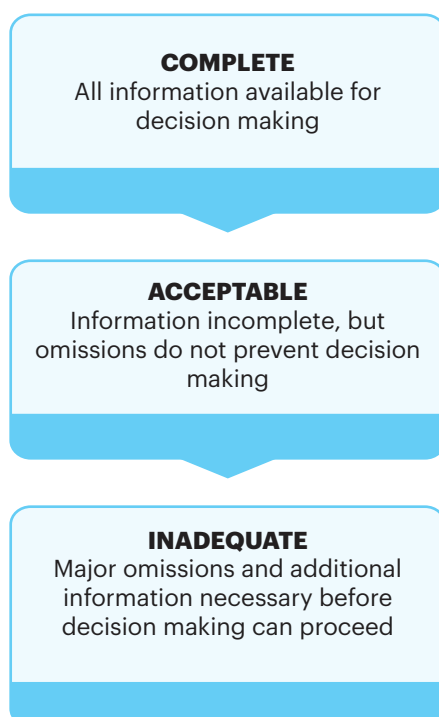 COMPLETE
All information available for
decision making
ACCEPTABLE
Information incomplete, but
omissions do not prevent decision
making
INADEQUATE
Major omissions and additional
information necessary before
decision making can proceed